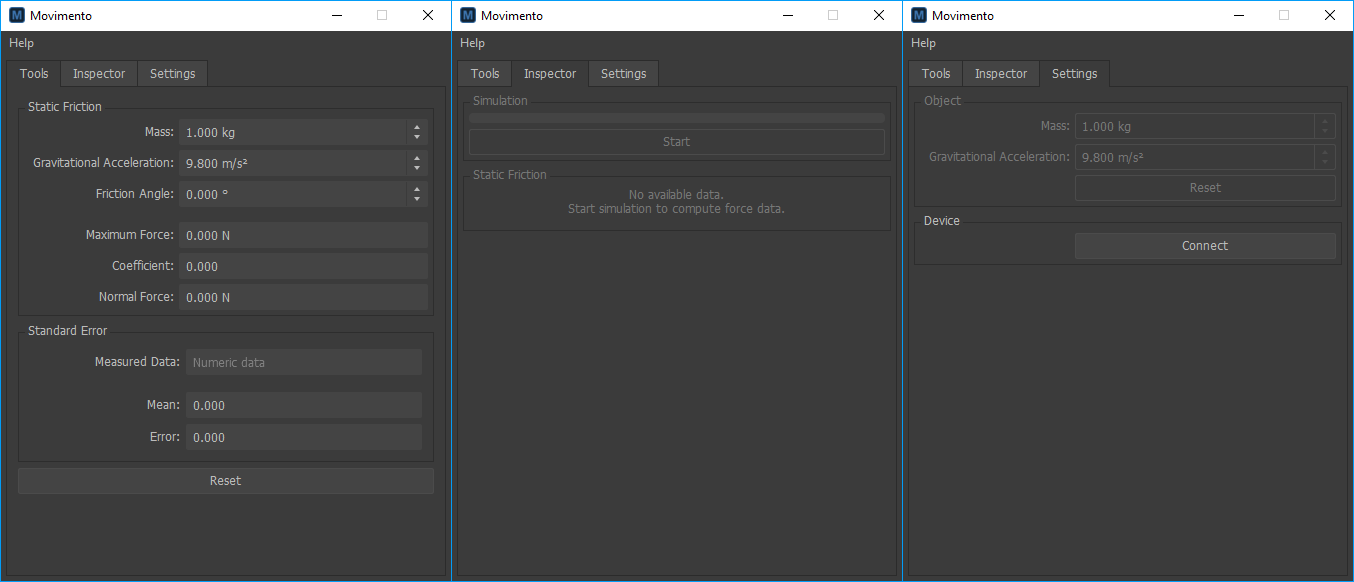 M Movimento
Help
Tools Inspector Settings
Static Friction
Mass: 1.000 kg
Gravitational Acceleration: 9.800 m/s²
Friction Angle: 0.000 °
Maximum Force: 0.000 N
Coefficient: 0.000
Normal Force: 0.000 N
Standard Error
Measured Data: Numeric data
Mean: 0.000
Error: 0.000
Reset
M Movimento
Help
Tools Inspector Settings
Simulation
Start
Static Friction
No available data.
Start simulation to compute force data.
M Movimento
Help
Tools Inspector Settings
Object
Mass: 1.000 kg
Gravitational Acceleration: 9.800 m/s²
Reset
Device
Connect